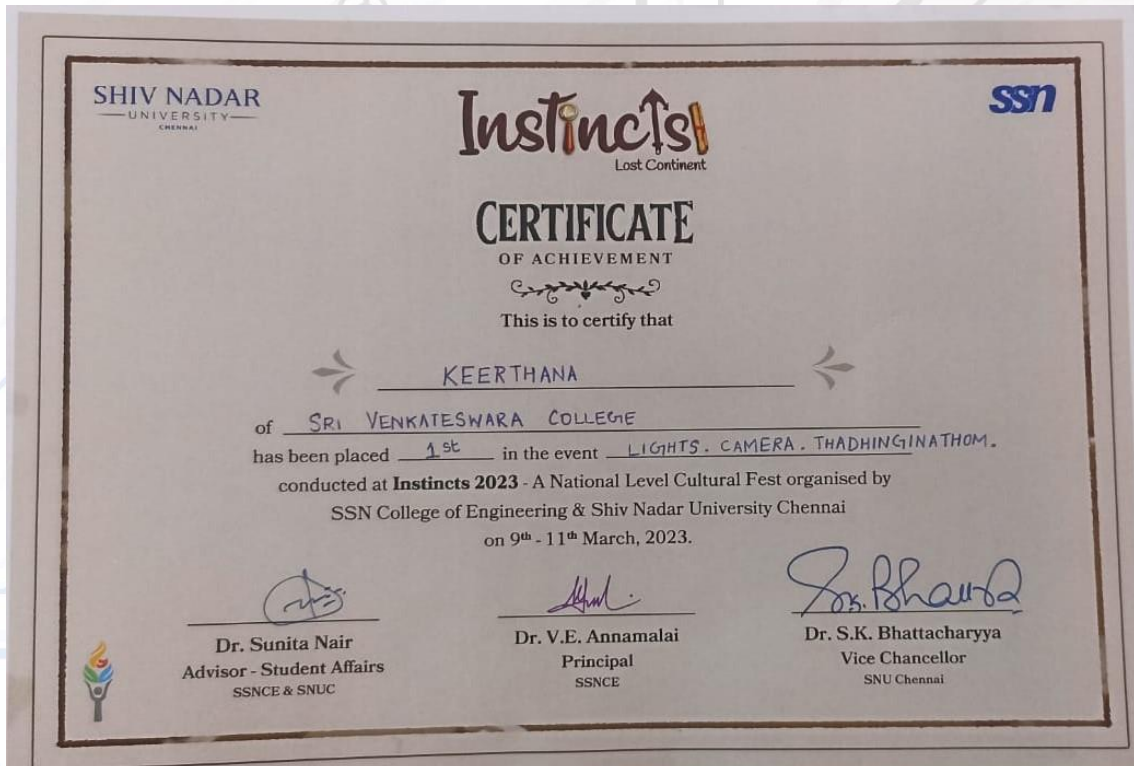 SHIV NADAR
UNIVERSITY
CHENNAI
Instincts
Lost Continent
ssn
CERTIFICATE
OF ACHIEVEMENT
This is to certify that
KEERTHANA
of SRI VENKATESWARA COLLEGE
has been placed 1st in the event LIGHTS. CAMERA. THADHINGINATHOM.
conducted at Instincts 2023 - A National Level Cultural Fest organised by
SSN College of Engineering & Shiv Nadar University Chennai
on 9th - 11th March, 2023.
Dr. Sunita Nair
Advisor - Student Affairs
SSNCE & SNUC
Dr. V.E. Annamalai
Principal
SSNCE
Dr. S.K. Bhattacharyya
Vice Chancellor
SNU Chennai